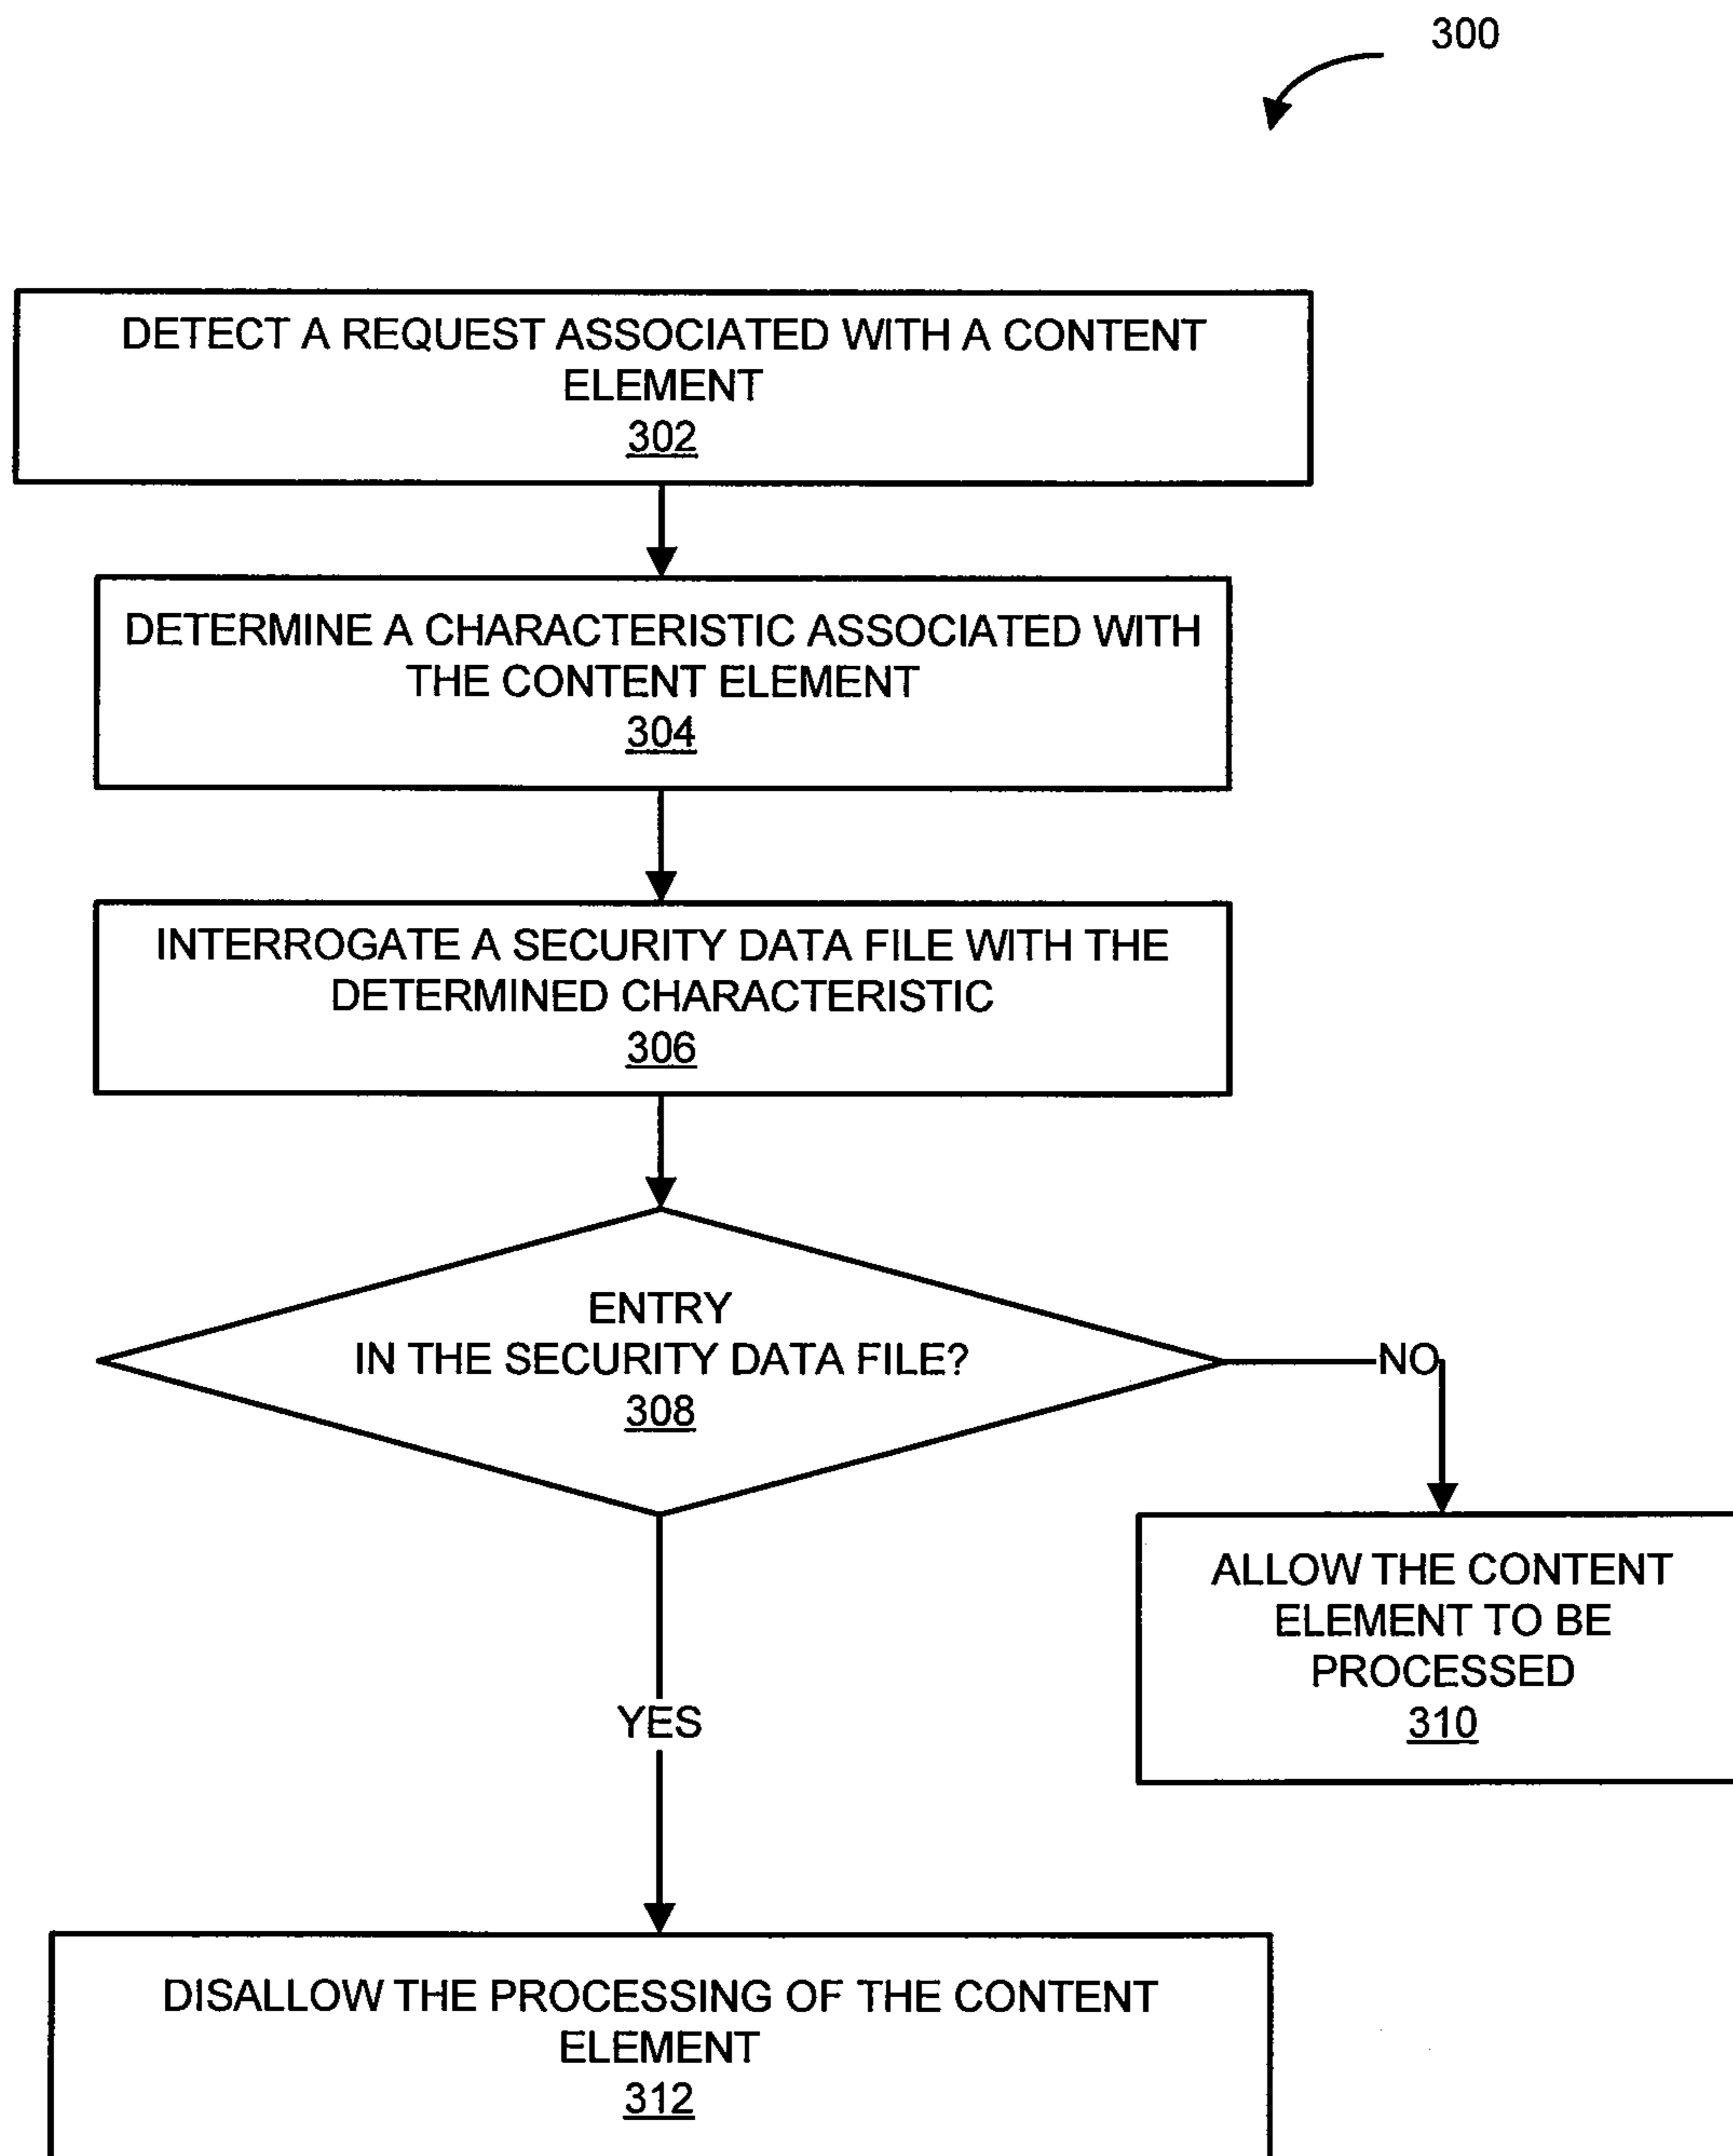 300
DETECT A REQUEST ASSOCIATED WITH A CONTENT
ELEMENT
302
DETERMINE A CHARACTERISTIC ASSOCIATED WITH
THE CONTENT ELEMENT
304
INTERROGATE A SECURITY DATA FILE WITH THE
DETERMINED CHARACTERISTIC
306
ENTRY
IN THE SECURITY DATA FILE?
308
NO
ALLOW THE CONTENT
ELEMENT TO BE
PROCESSED
310
YES
DISALLOW THE PROCESSING OF THE CONTENT
ELEMENT
312